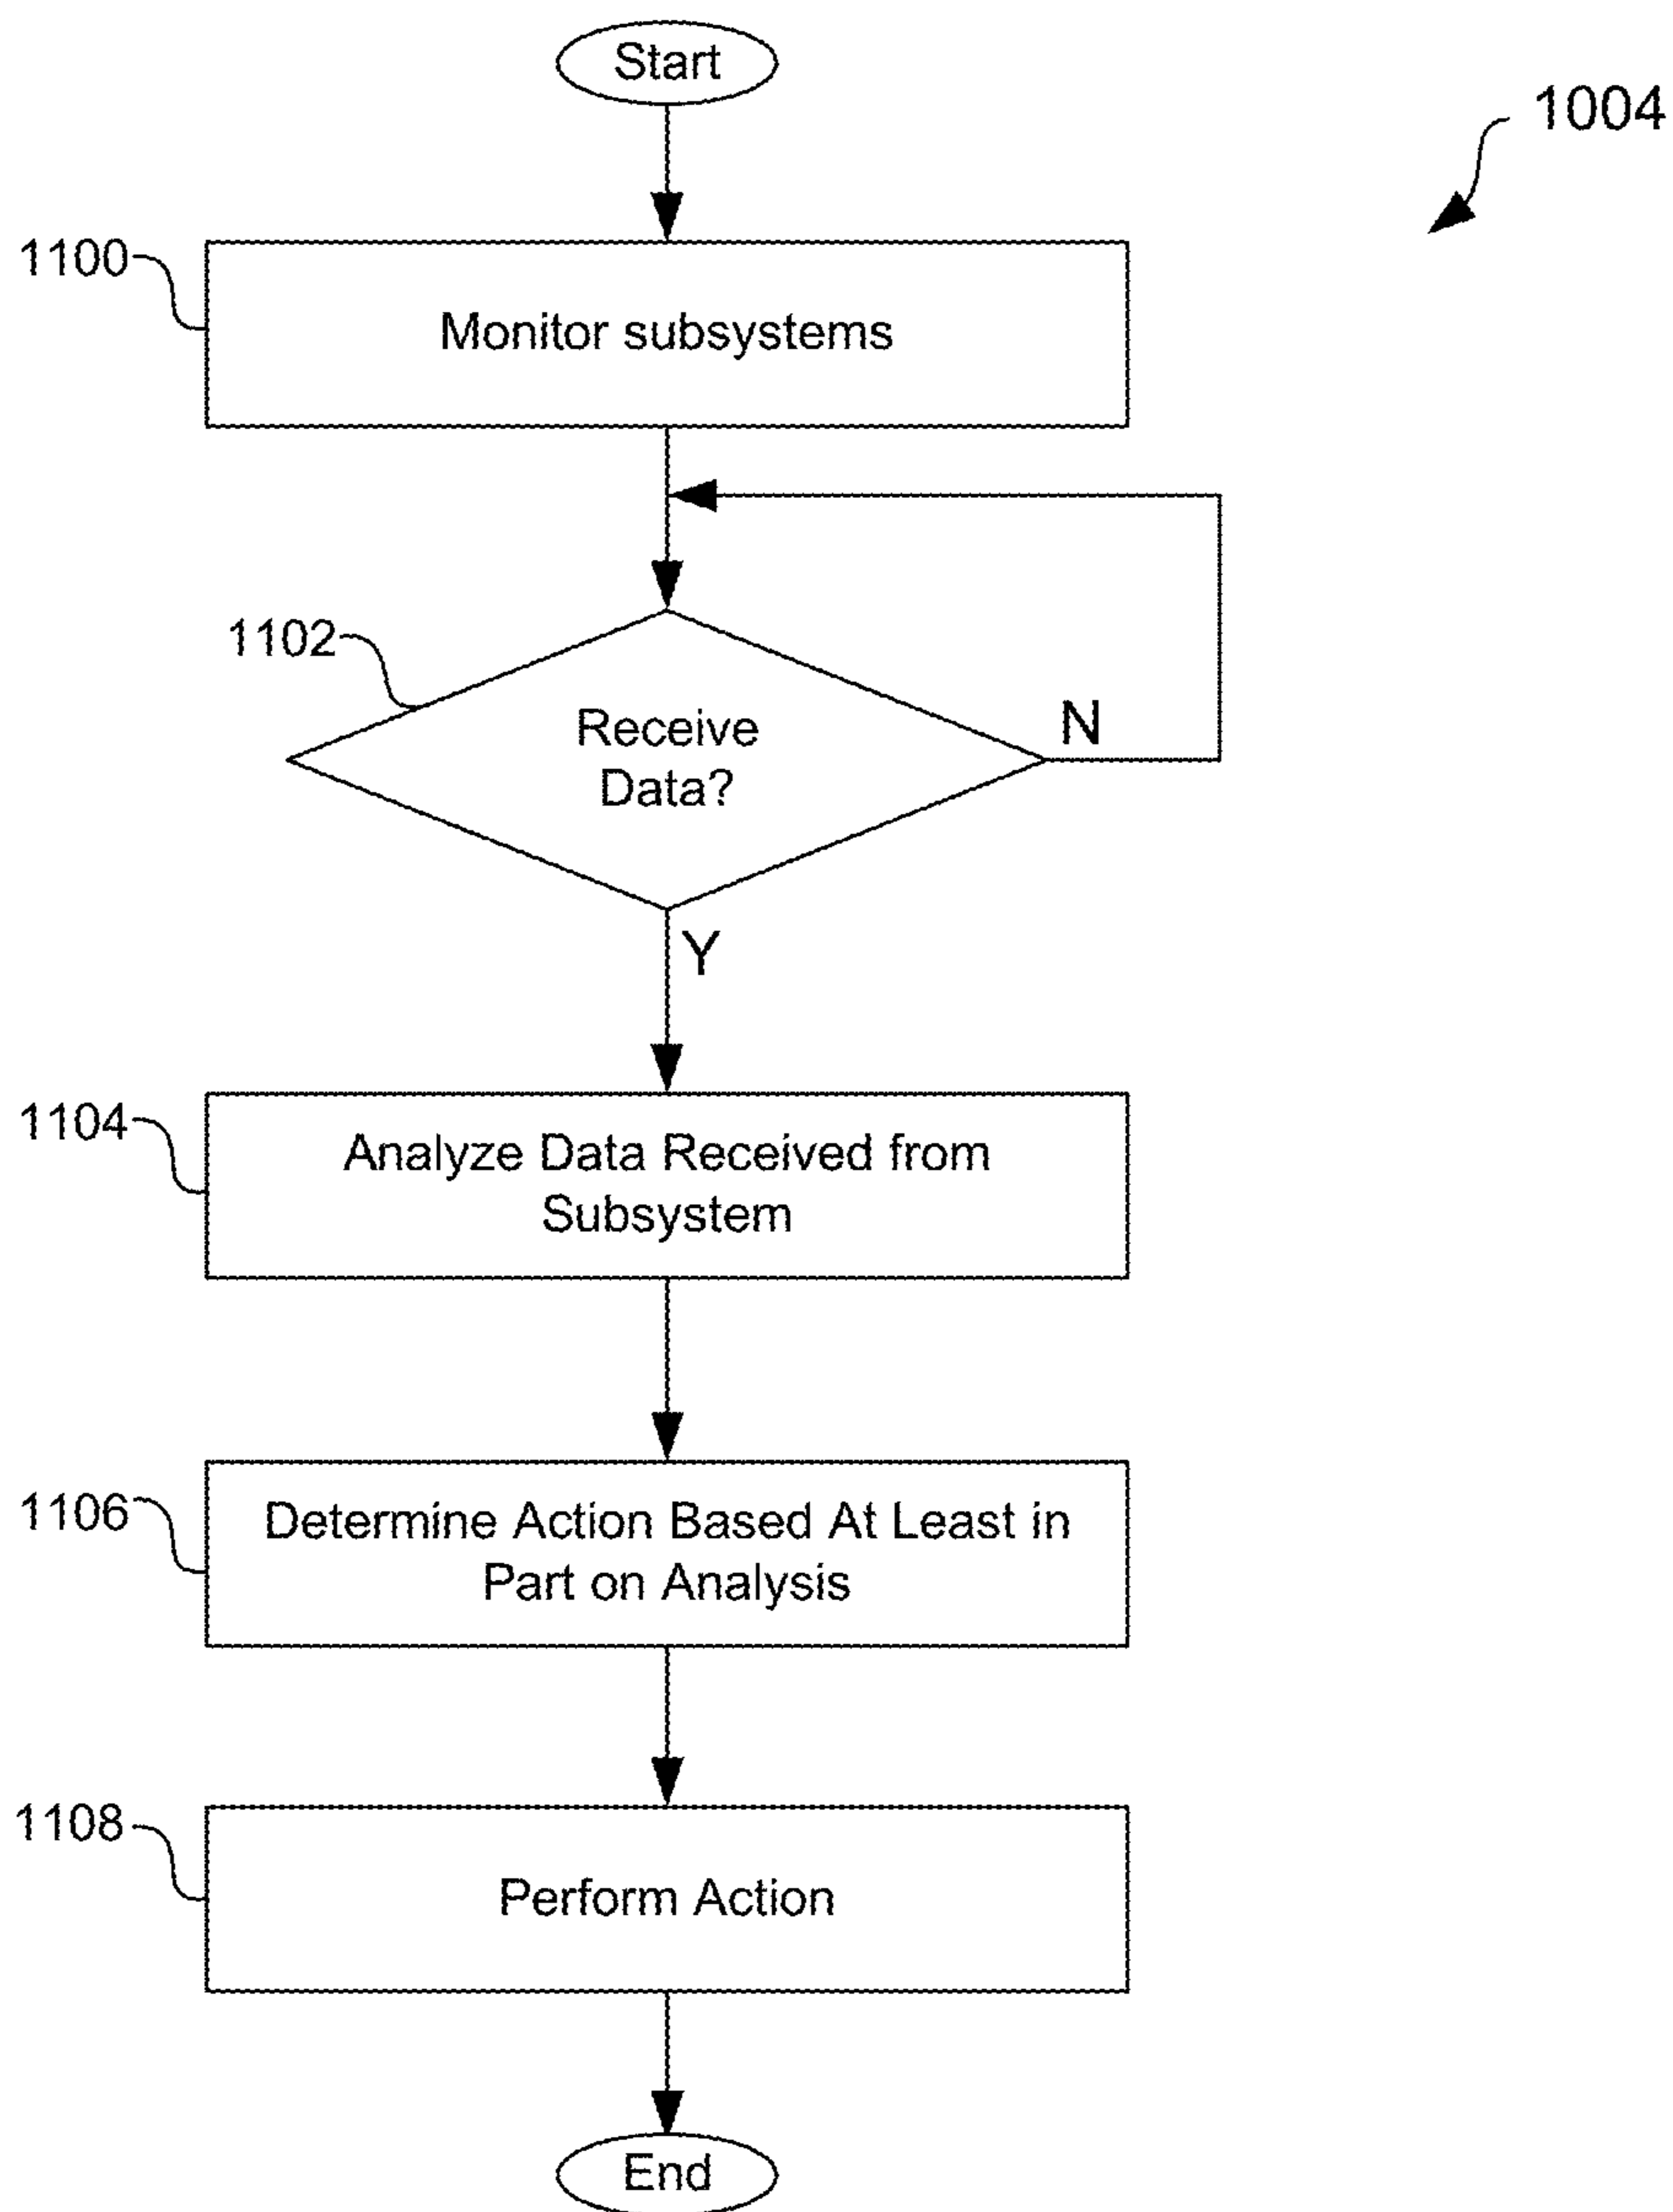 Start
1004
1100
Monitor subsystems
1102
Receive
Data?
N
Y
1104
Analyze Data Received from
Subsystem
1106
Determine Action Based At Least in
Part on Analysis
1108
Perform Action
End